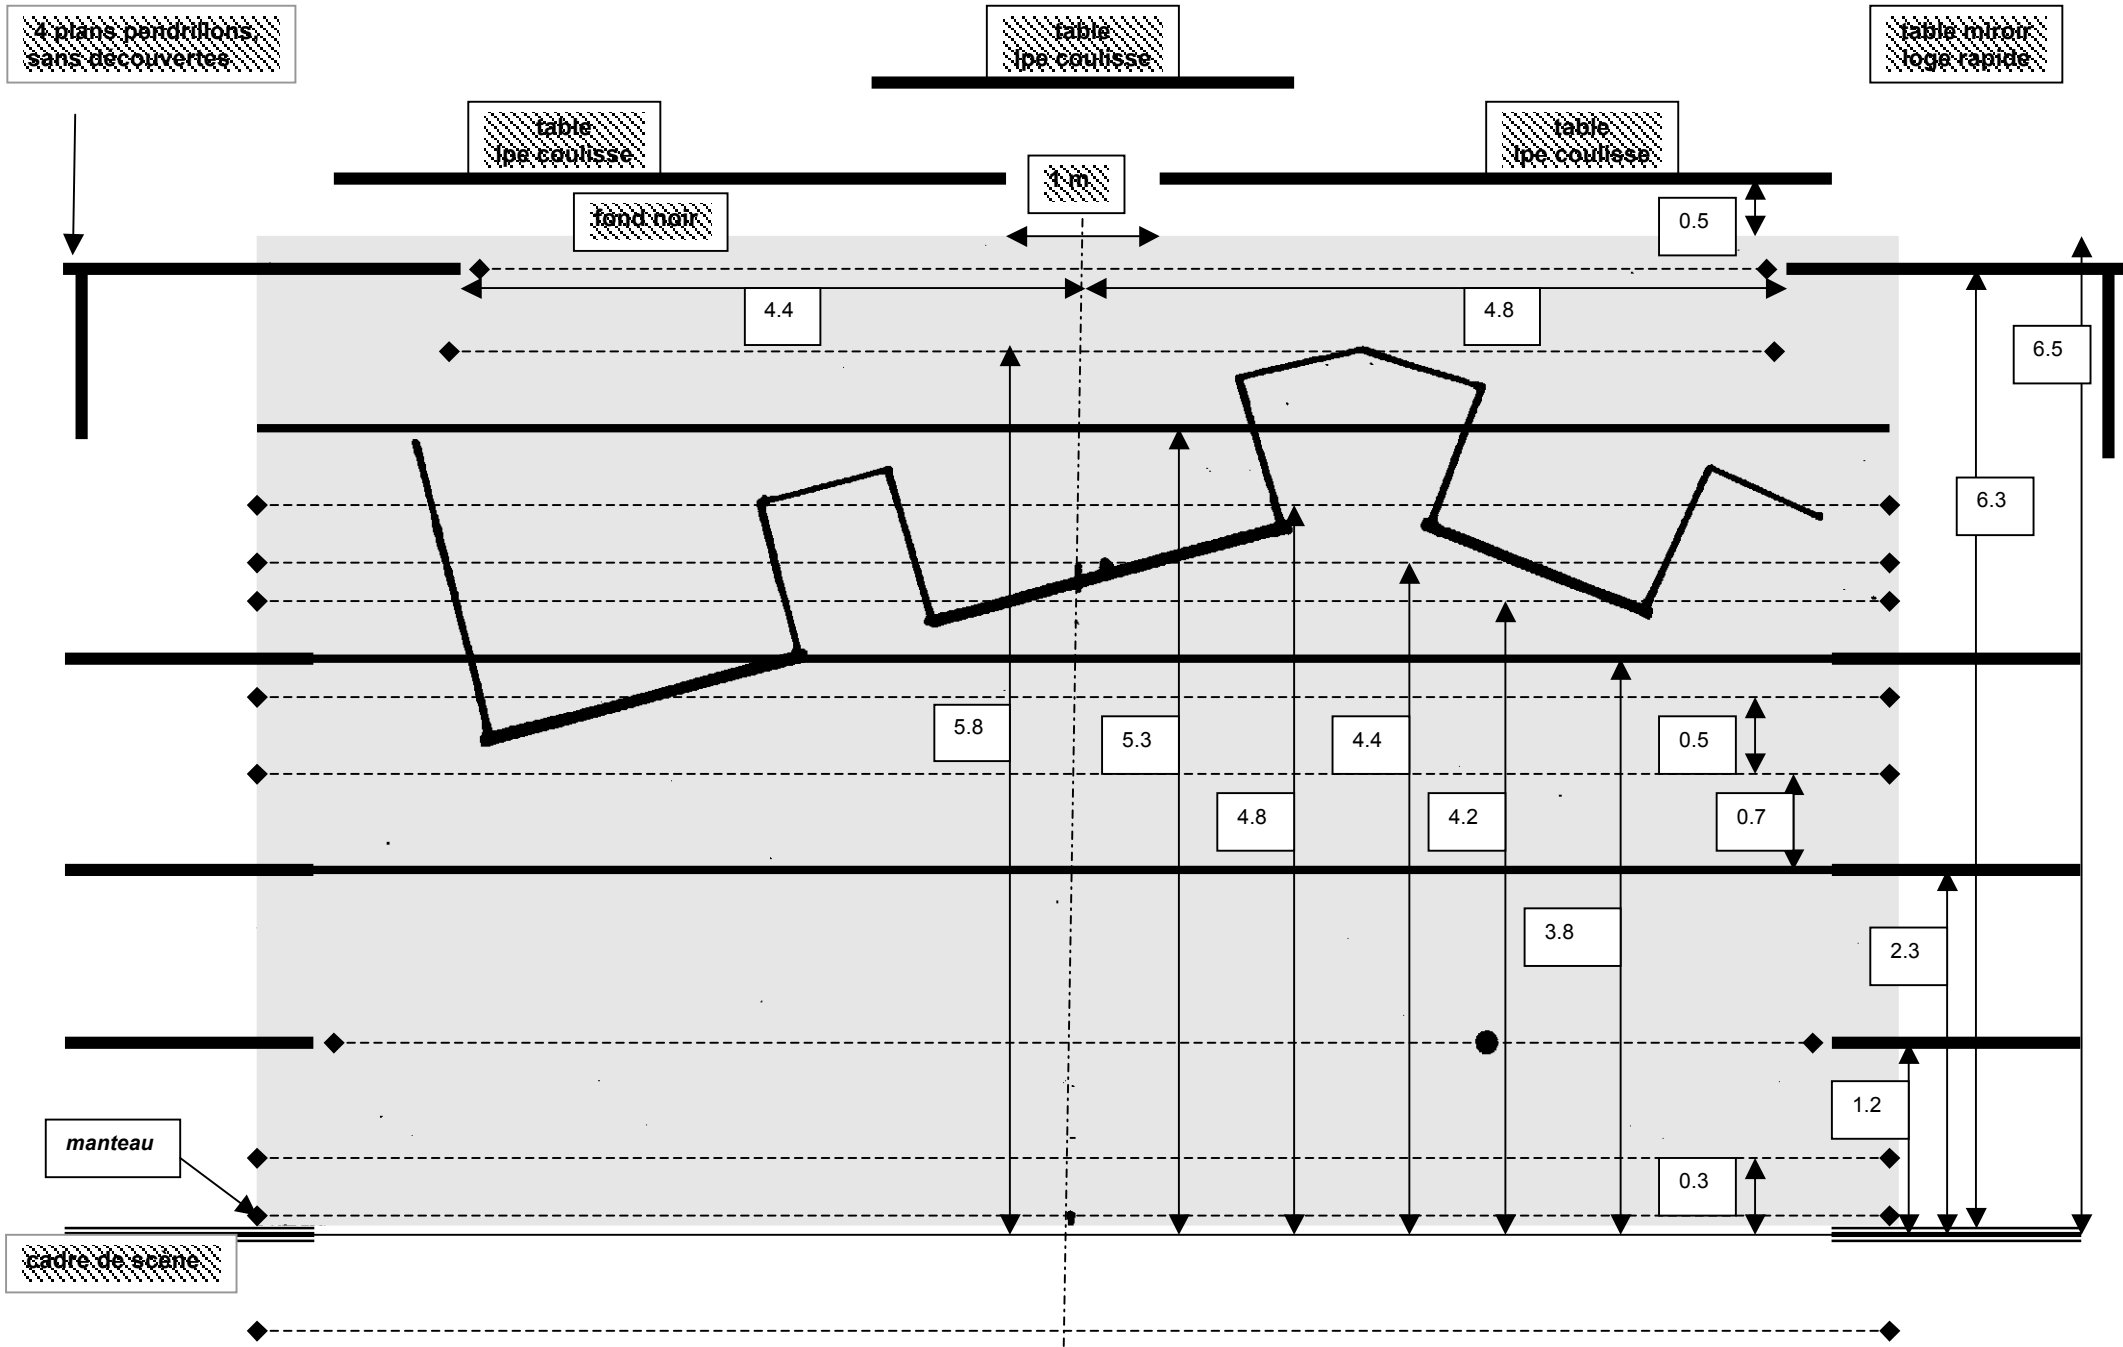 4 plans pendrillons,
sans découvertes
table
lpe coulisse
table miroir
loge rapide
table
lpe coulisse
table
lpe coulisse
1 m
fond noir
0.5
4.4
4.8
6.5
6.3
5.8
5.3
4.4
0.5
4.8
4.2
0.7
3.8
2.3
1.2
manteau
0.3
cadre de scène